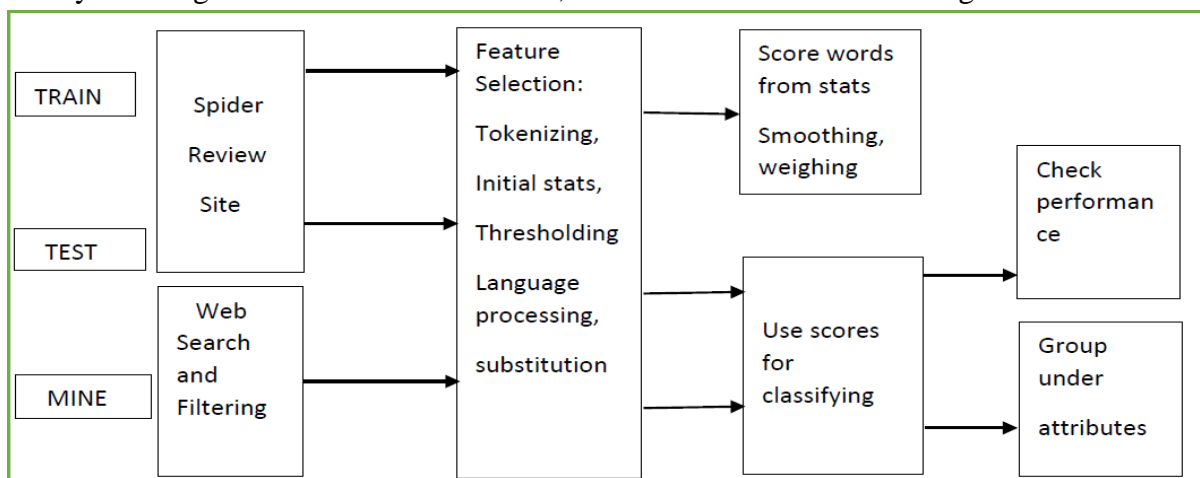 TRAIN
TEST
MINE
Spider
Review
Site
Web
Search
and
Filtering
Feature
Selection:
Tokenizing,
Initial stats,
Thresholding
Language
processing,
substitution
Score words
from stats
Smoothing,
weighing
Use scores
for
classifying
Check
performan
ce
Group
under
attributes